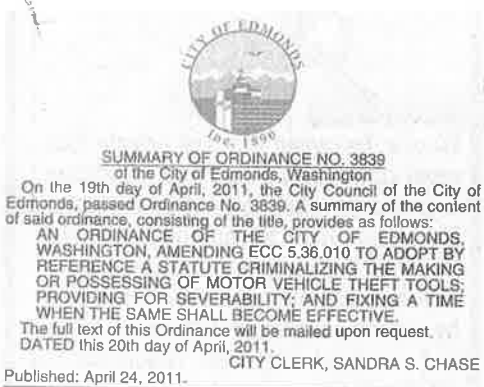 CITY OF EDMONDS
Inc. 1890
SUMMARY OF ORDINANCE NO. 3839
of the City of Edmonds, Washington
On the 19th day of April, 2011, the City Council of the City of
Edmonds, passed Ordinance No. 3839. A summary of the content
of said ordinance, consisting of the title, provides as follows:
AN ORDINANCE OF THE CITY OF EDMONDS,
WASHINGTON, AMENDING ECC 5.36.010 TO ADOPT BY
REFERENCE A STATUTE CRIMINALIZING THE MAKING
OR POSSESSING OF MOTOR VEHICLE THEFT TOOLS;
PROVIDING FOR SEVERABILITY; AND FIXING A TIME
WHEN THE SAME SHALL BECOME EFFECTIVE.
The full text of this Ordinance will be mailed upon request.
DATED this 20th day of April, 2011.
CITY CLERK, SANDRA S. CHASE
Published: April 24, 2011.